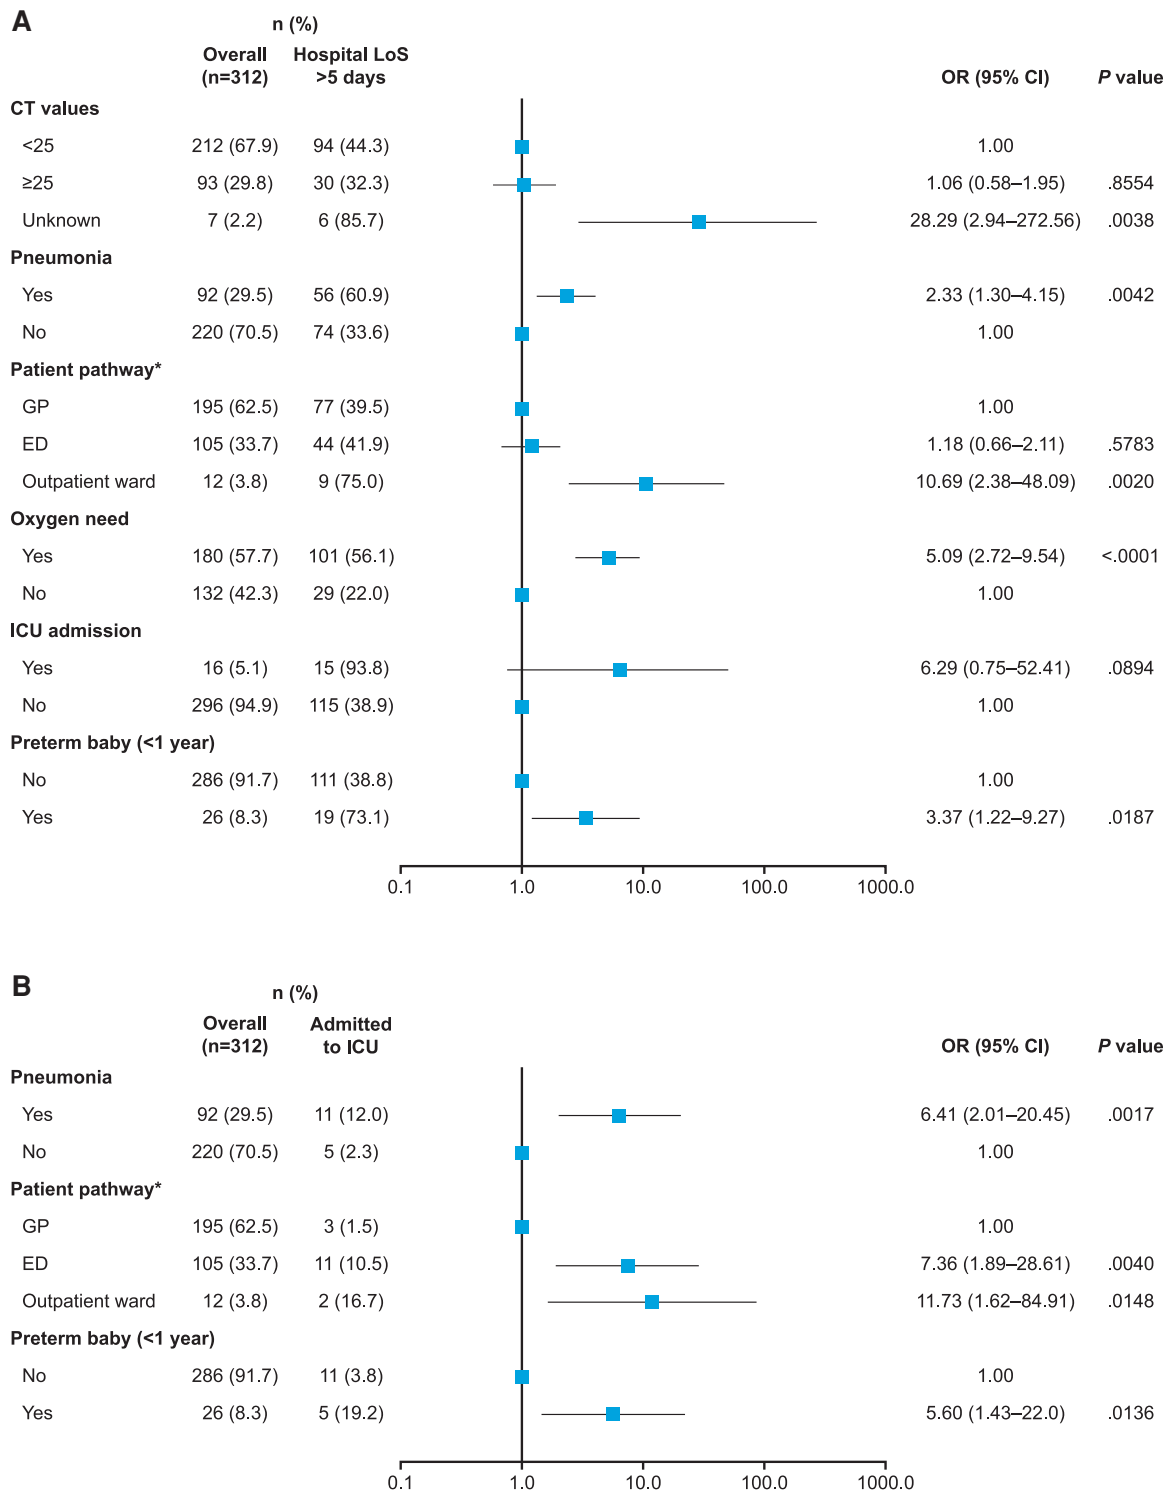 A
n (%)
Overall (n=312) Hospital LoS >5 days OR (95% CI) P value
CT values
<25 212 (67.9) 94 (44.3) 1.00
≥25 93 (29.8) 30 (32.3) 1.06 (0.58–1.95) .8554
Unknown 7 (2.2) 6 (85.7) 28.29 (2.94–272.56) .0038
Pneumonia
Yes 92 (29.5) 56 (60.9) 2.33 (1.30–4.15) .0042
No 220 (70.5) 74 (33.6) 1.00
Patient pathway*
GP 195 (62.5) 77 (39.5) 1.00
ED 105 (33.7) 44 (41.9) 1.18 (0.66–2.11) .5783
Outpatient ward 12 (3.8) 9 (75.0) 10.69 (2.38–48.09) .0020
Oxygen need
Yes 180 (57.7) 101 (56.1) 5.09 (2.72–9.54) <.0001
No 132 (42.3) 29 (22.0) 1.00
ICU admission
Yes 16 (5.1) 15 (93.8) 6.29 (0.75–52.41) .0894
No 296 (94.9) 115 (38.9) 1.00
Preterm baby (<1 year)
No 286 (91.7) 111 (38.8) 1.00
Yes 26 (8.3) 19 (73.1) 3.37 (1.22–9.27) .0187
0.1 1.0 10.0 100.0 1000.0
B
n (%)
Overall (n=312) Admitted to ICU OR (95% CI) P value
Pneumonia
Yes 92 (29.5) 11 (12.0) 6.41 (2.01–20.45) .0017
No 220 (70.5) 5 (2.3) 1.00
Patient pathway*
GP 195 (62.5) 3 (1.5) 1.00
ED 105 (33.7) 11 (10.5) 7.36 (1.89–28.61) .0040
Outpatient ward 12 (3.8) 2 (16.7) 11.73 (1.62–84.91) .0148
Preterm baby (<1 year)
No 286 (91.7) 11 (3.8) 1.00
Yes 26 (8.3) 5 (19.2) 5.60 (1.43–22.0) .0136
0.1 1.0 10.0 100.0 1000.0